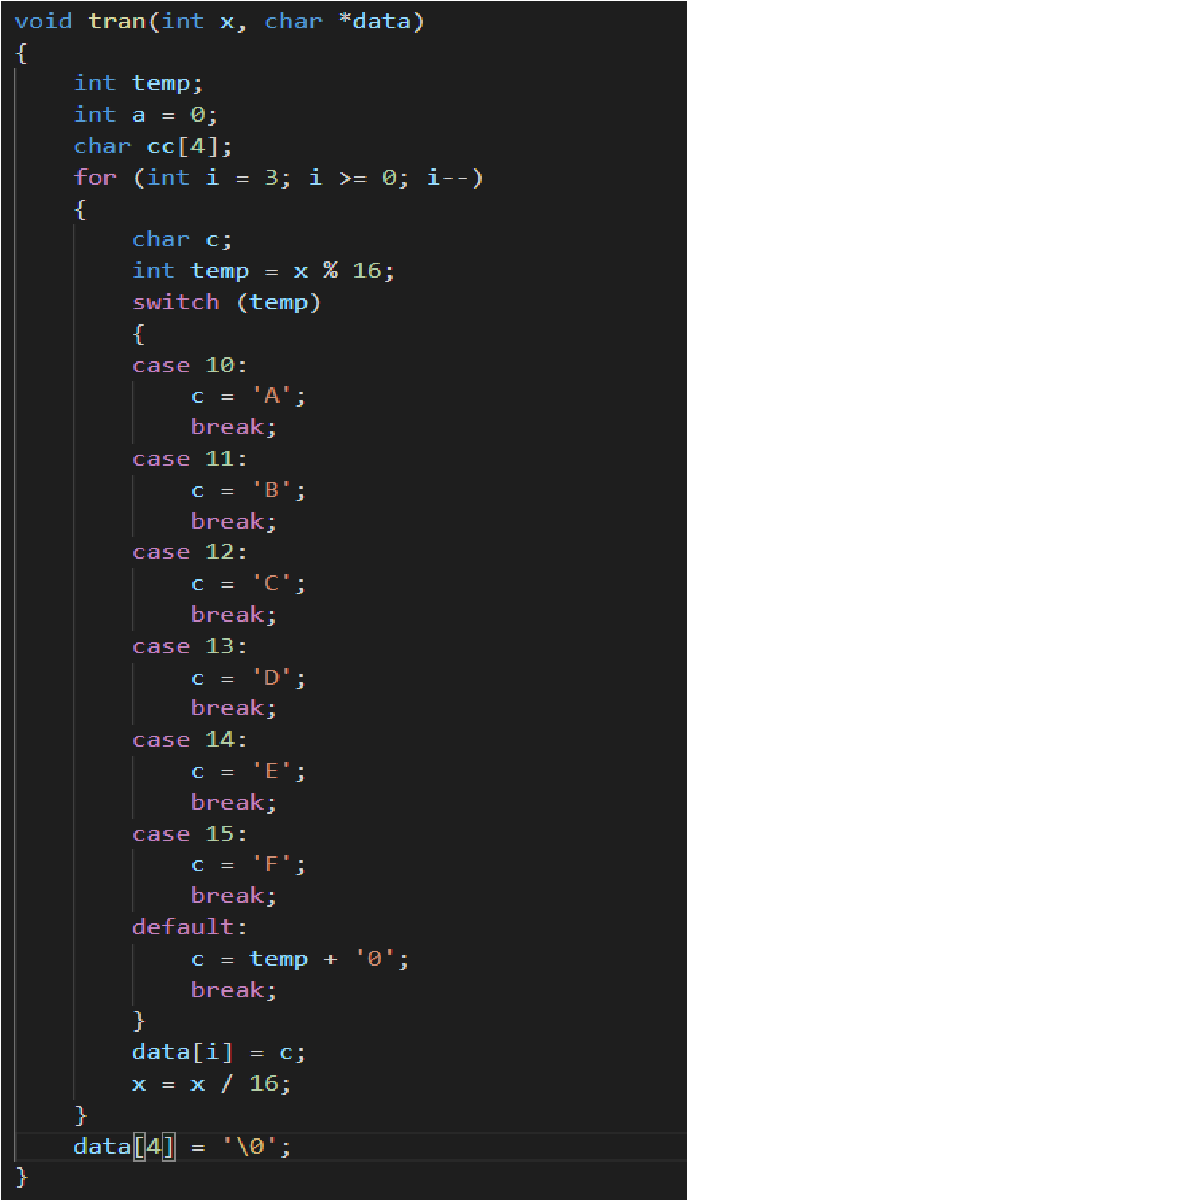 void tran(int x, char *data)
{
    int temp;
    int a = 0;
    char cc[4];
    for (int i = 3; i >= 0; i--)
    {
        char c;
        int temp = x % 16;
        switch (temp)
        {
        case 10:
            c = 'A';
            break;
        case 11:
            c = 'B';
            break;
        case 12:
            c = 'C';
            break;
        case 13:
            c = 'D';
            break;
        case 14:
            c = 'E';
            break;
        case 15:
            c = 'F';
            break;
        default:
            c = temp + '0';
            break;
        }
        data[i] = c;
        x = x / 16;
    }
    data[4] = '\0';
}